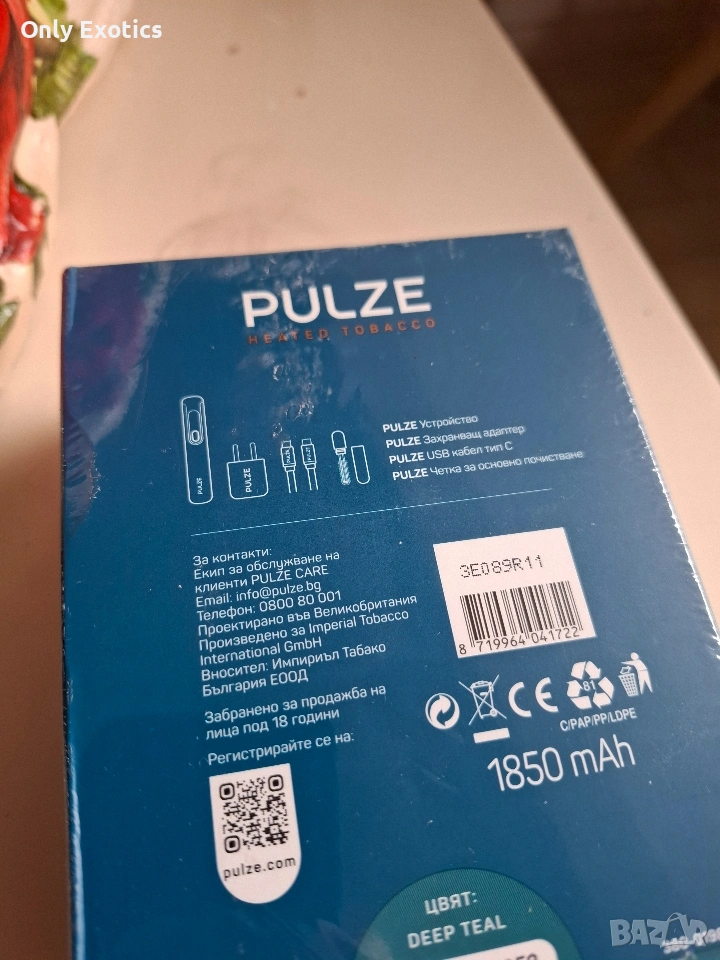 Only Exotics
PULZE
HEATED TOBACCO
PULZE Устройство
PULZE Захранващ адаптер
PULZE USB кабел тип C
PULZE Четка за основно почистване
PULZE
PULZE
PULZE
PULZE
За контакти:
Екип за обслужване на
клиенти PULZE CARE
Email: info@pulze.bg
Телефон: 0800 80 001
Проектирано във Великобритания
Произведено за Imperial Tobacco
International GmbH
Вносител: Импириъл Табако
България ЕООД
Забранено за продажба на
лица под 18 години
Регистрирайте се на:
pulze.com
3E089R11
8 719964 041722
CE
81
C/PAP/PP/LDPE
1850 mAh
ЦВЯТ:
DEEP TEAL
BAZAR